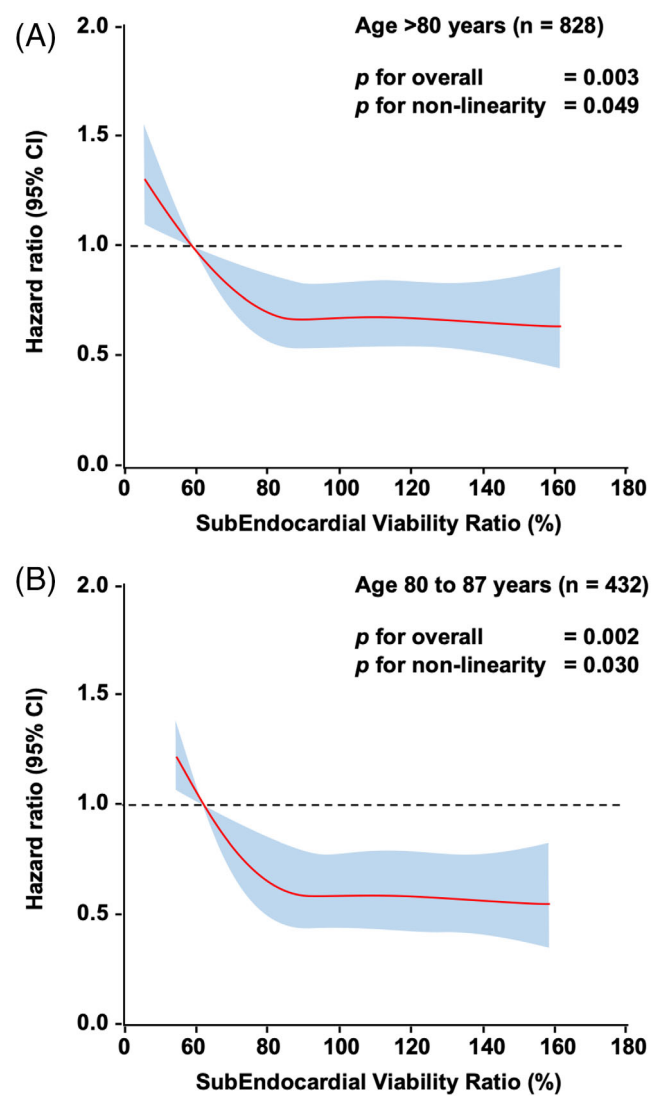 (A)
Age >80 years (n = 828)
p for overall = 0.003
p for non-linearity = 0.049
Hazard ratio (95% CI)
2.0
1.5
1.0
0.5
0.0
0 60 80 100 120 140 160 180
SubEndocardial Viability Ratio (%)
(B)
Age 80 to 87 years (n = 432)
p for overall = 0.002
p for non-linearity = 0.030
Hazard ratio (95% CI)
2.0
1.5
1.0
0.5
0.0
0 60 80 100 120 140 160 180
SubEndocardial Viability Ratio (%)